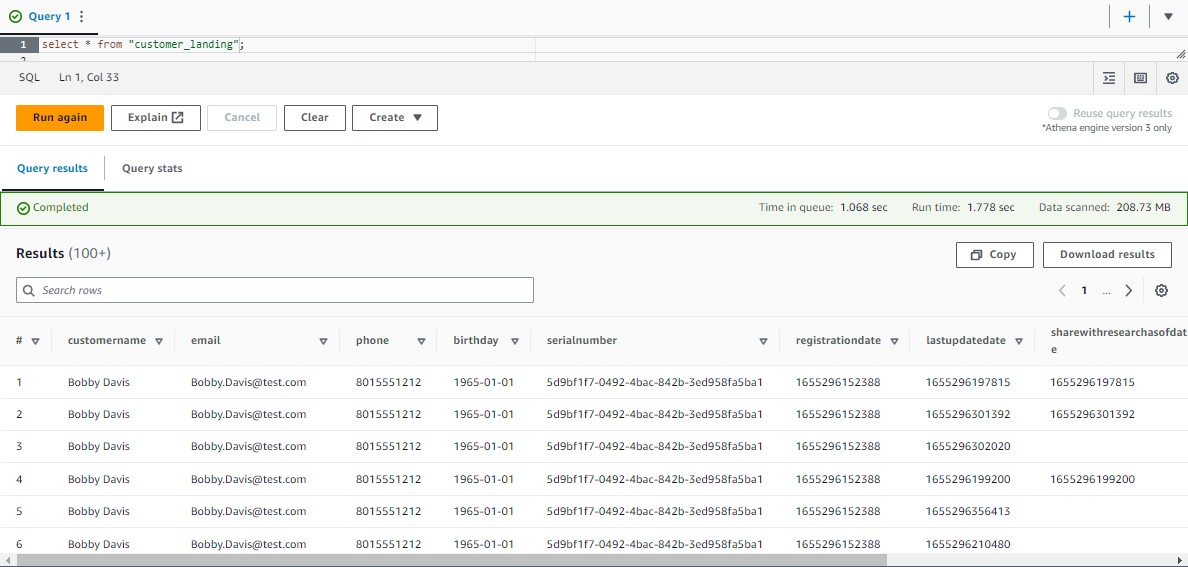 Query 1
1 select * from "customer_landing";
2
SQL Ln 1, Col 33
Run again Explain Cancel Clear Create Reuse query results
*Athena engine version 3 only
Query results Query stats
Completed Time in queue: 1.068 sec Run time: 1.778 sec Data scanned: 208.73 MB
Results (100+) Copy Download results
Search rows 1 ...
# customername email phone birthday serialnumber registrationdate lastupdatedate sharewithresearchasofdat
e
1 Bobby Davis Bobby.Davis@test.com 8015551212 1965-01-01 5d9bf1f7-0492-4bac-842b-3ed958fa5ba1 1655296152388 1655296197815 1655296197815
2 Bobby Davis Bobby.Davis@test.com 8015551212 1965-01-01 5d9bf1f7-0492-4bac-842b-3ed958fa5ba1 1655296152388 1655296301392 1655296301392
3 Bobby Davis Bobby.Davis@test.com 8015551212 1965-01-01 5d9bf1f7-0492-4bac-842b-3ed958fa5ba1 1655296152388 1655296302020
4 Bobby Davis Bobby.Davis@test.com 8015551212 1965-01-01 5d9bf1f7-0492-4bac-842b-3ed958fa5ba1 1655296152388 1655296199200 1655296199200
5 Bobby Davis Bobby.Davis@test.com 8015551212 1965-01-01 5d9bf1f7-0492-4bac-842b-3ed958fa5ba1 1655296152388 1655296356413
6 Bobby Davis Bobby.Davis@test.com 8015551212 1965-01-01 5d9bf1f7-0492-4bac-842b-3ed958fa5ba1 1655296152388 1655296210480